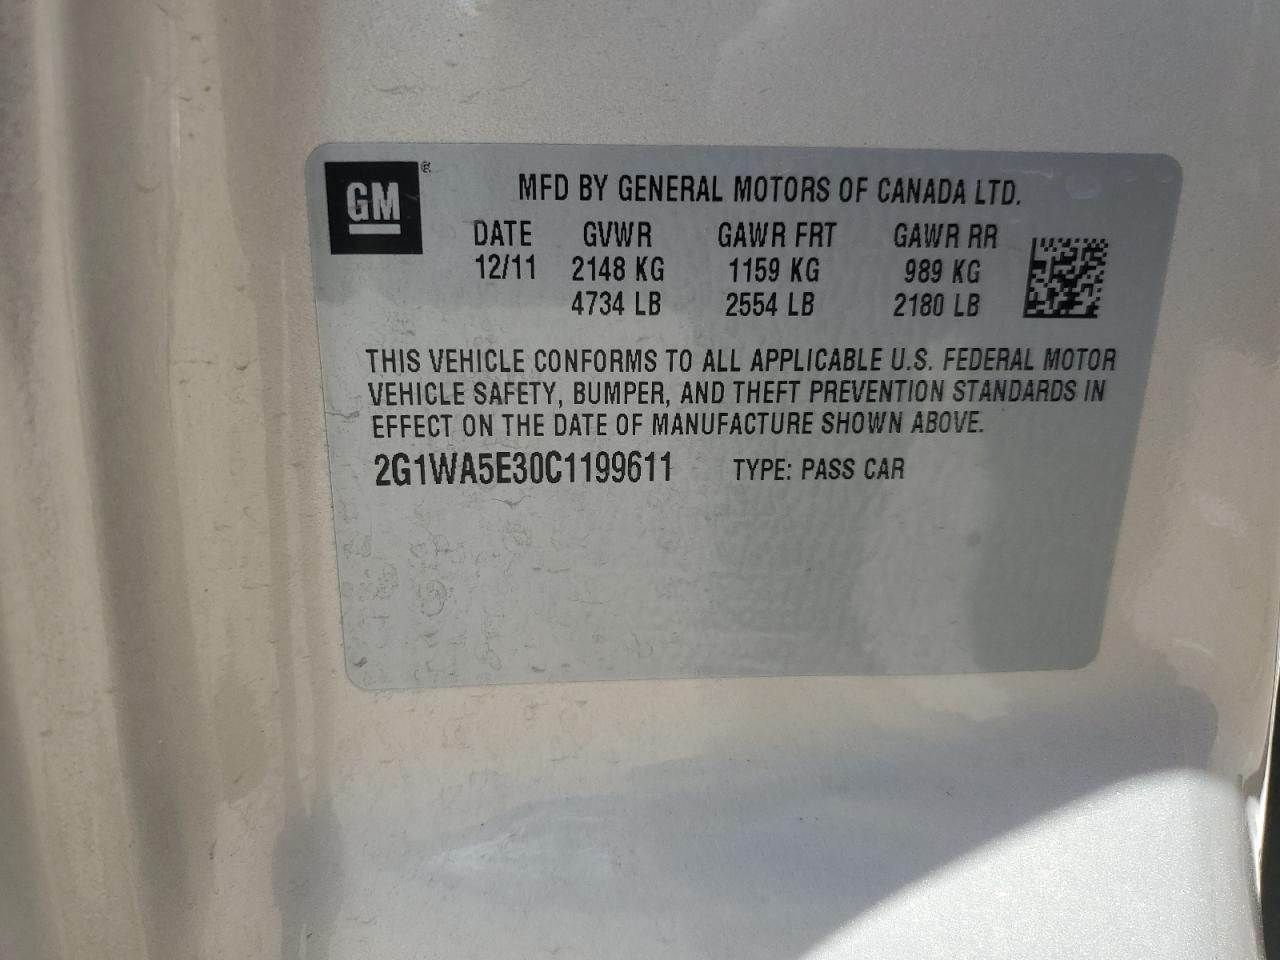 GM®
MFD BY GENERAL MOTORS OF CANADA LTD.
DATE GVWR GAWR FRT GAWR RR
12/11 2148 KG 1159 KG 989 KG
4734 LB 2554 LB 2180 LB
THIS VEHICLE CONFORMS TO ALL APPLICABLE U.S. FEDERAL MOTOR
VEHICLE SAFETY, BUMPER, AND THEFT PREVENTION STANDARDS IN
EFFECT ON THE DATE OF MANUFACTURE SHOWN ABOVE.
2G1WA5E30C1199611 TYPE: PASS CAR